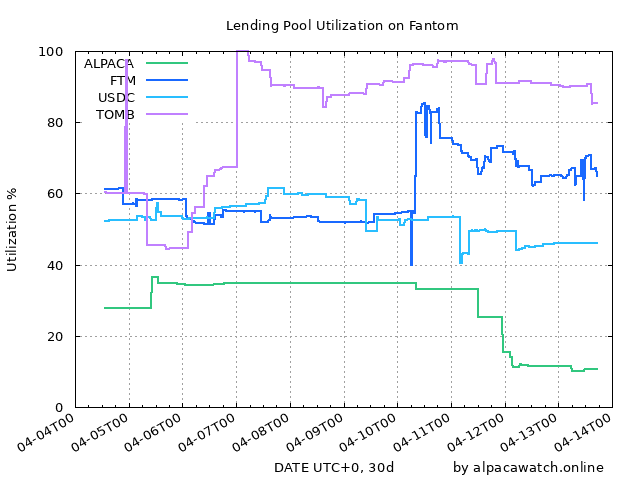 Lending Pool Utilization on Fantom
Utilization %
100
80
60
40
20
0
ALPACA
FTM
USDC
TOMB
04-04T00
04-05T00
04-06T00
04-07T00
04-08T00
04-09T00
04-10T00
04-11T00
04-12T00
04-13T00
04-14T00
DATE UTC+0, 30d
by alpacawatch.online